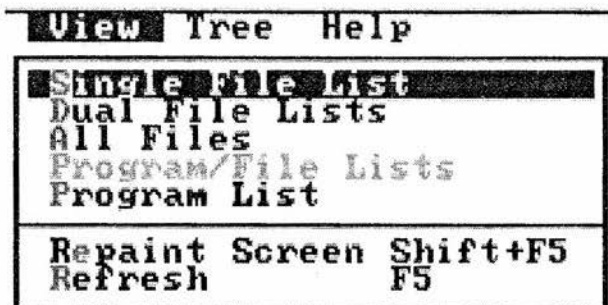 View Tree Help
Single File List
Dual File Lists
All Files
Program/File Lists
Program List
Repaint Screen Shift+F5
Refresh F5